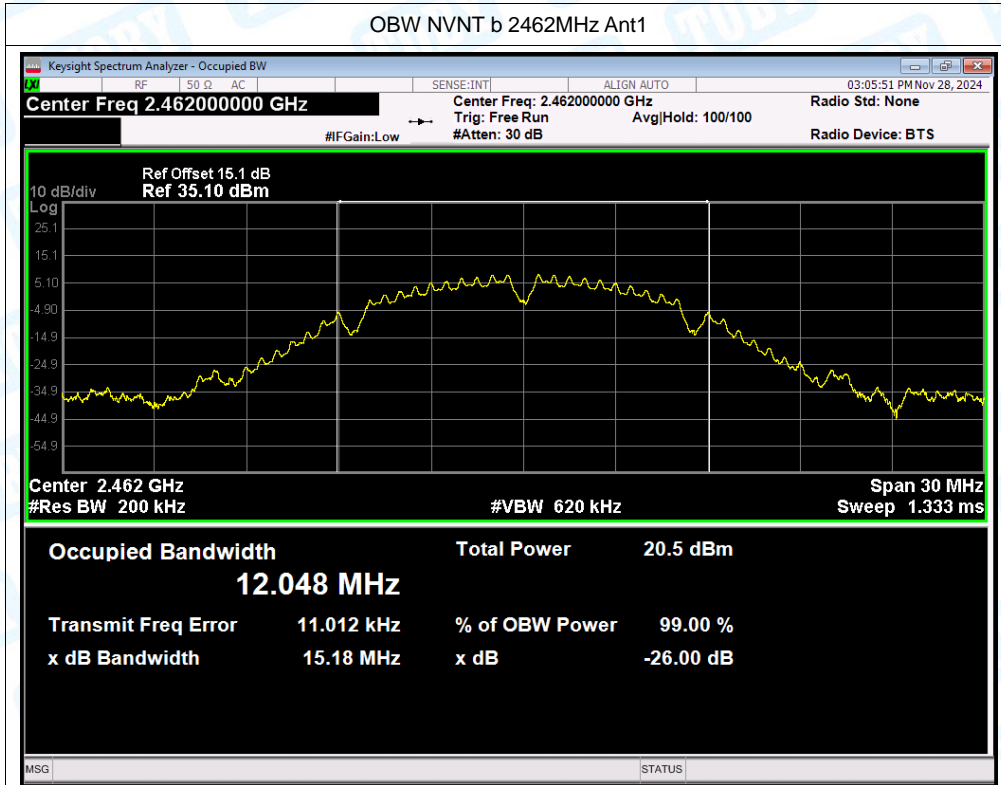 OBW NVNT b 2462MHz Ant1
Keysight Spectrum Analyzer - Occupied BW
LXI RF 50 Ω AC SENSE:INT ALIGN AUTO 03:05:51 PM Nov 28, 2024
Center Freq 2.462000000 GHz Center Freq: 2.462000000 GHz Radio Std: None
Trig: Free Run Avg|Hold: 100/100
#IFGain:Low #Atten: 30 dB Radio Device: BTS
Ref Offset 15.1 dB
10 dB/div Ref 35.10 dBm
Log
25.1
15.1
5.10
-4.90
-14.9
-24.9
-34.9
-44.9
-54.9
Center 2.462 GHz Span 30 MHz
#Res BW 200 kHz #VBW 620 kHz Sweep 1.333 ms
Occupied Bandwidth Total Power 20.5 dBm
12.048 MHz
Transmit Freq Error 11.012 kHz % of OBW Power 99.00 %
x dB Bandwidth 15.18 MHz x dB -26.00 dB
MSG STATUS